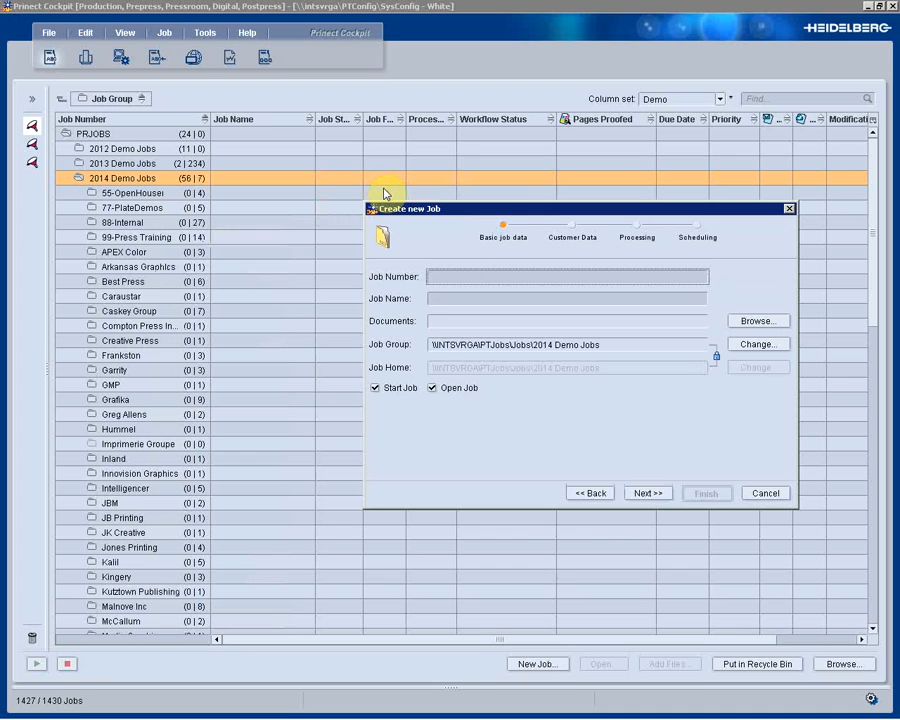 Prinect Cockpit [Production, Prepress, Pressroom, Digital, Postpress] - [\\intsvrga\PTConfig\SysConfig - White]
File Edit View Job Tools Help Prinect Cockpit
HEIDELBERG
Job Group Column set: Demo * Find...
Job Number Job Name Job St... Job F... Proces... Workflow Status Pages Proofed Due Date Priority ... ... Modificati
PRJOBS (24 | 0)
2012 Demo Jobs (11 | 0)
2013 Demo Jobs (2 | 234)
2014 Demo Jobs (56 | 7)
55-OpenHouse (0 | 4)
77-PlateDemos (0 | 5)
88-Internal (0 | 27)
99-Press Training (0 | 14)
APEX Color (0 | 3)
Arkansas Graphics (0 | 1)
Best Press (0 | 6)
Caraustar (0 | 1)
Caskey Group (0 | 1)
Compton Press In... (0 | 1)
Creative Press (0 | 1)
Frankston (0 | 1)
Garrity (0 | 1)
GMP (0 | 1)
Grafika (0 | 9)
Greg Allens (0 | 2)
Hummel (0 | 1)
Imprimerie Groupe (0 | 0)
Inland (0 | 1)
Innovision Graphics (0 | 1)
Intelligencer (0 | 5)
JBM (0 | 1)
JB Printing (0 | 1)
JK Creative (0 | 1)
Jones Printing (0 | 4)
Kalil (0 | 1)
Kingery (0 | 3)
Kutztown Publishing (0 | 1)
Malnove Inc (0 | 8)
McCallum (0 | 2)
Create new Job
Basic job data Customer Data Processing Scheduling
Job Number:
Job Name:
Documents: Browse...
Job Group: \\INTSVRGA\PTJobs\Jobs\2014 Demo Jobs Change...
Job Home: \\INTSVRGA\PTJobs\Jobs\2014 Demo Jobs Change
Start Job Open Job
<< Back Next >> Finish Cancel
New Job... Open... Add Files... Put in Recycle Bin Browse...
1427 / 1430 Jobs